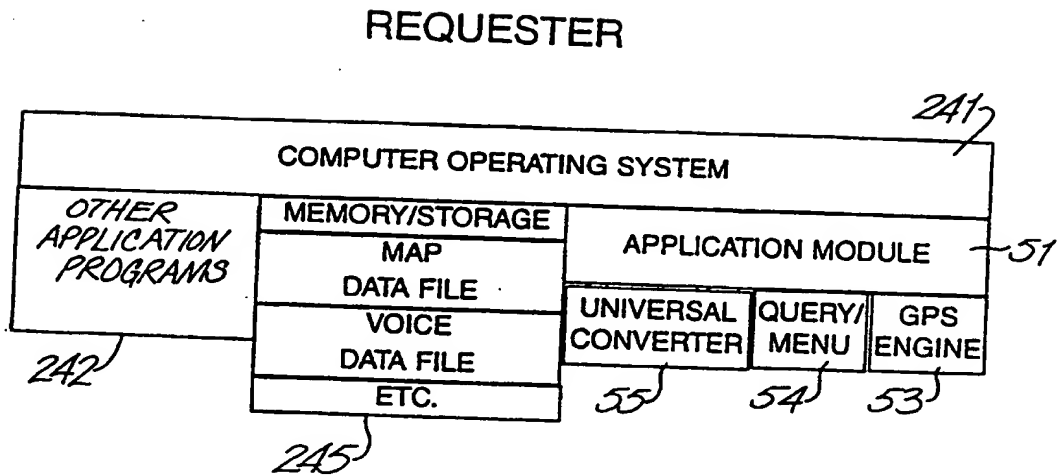 REQUESTER
241
COMPUTER OPERATING SYSTEM
OTHER
APPLICATION
PROGRAMS
MEMORY/STORAGE
MAP
DATA FILE
VOICE
DATA FILE
ETC.
APPLICATION MODULE
51
UNIVERSAL
CONVERTER
QUERY/
MENU
GPS
ENGINE
242
245
55
54
53